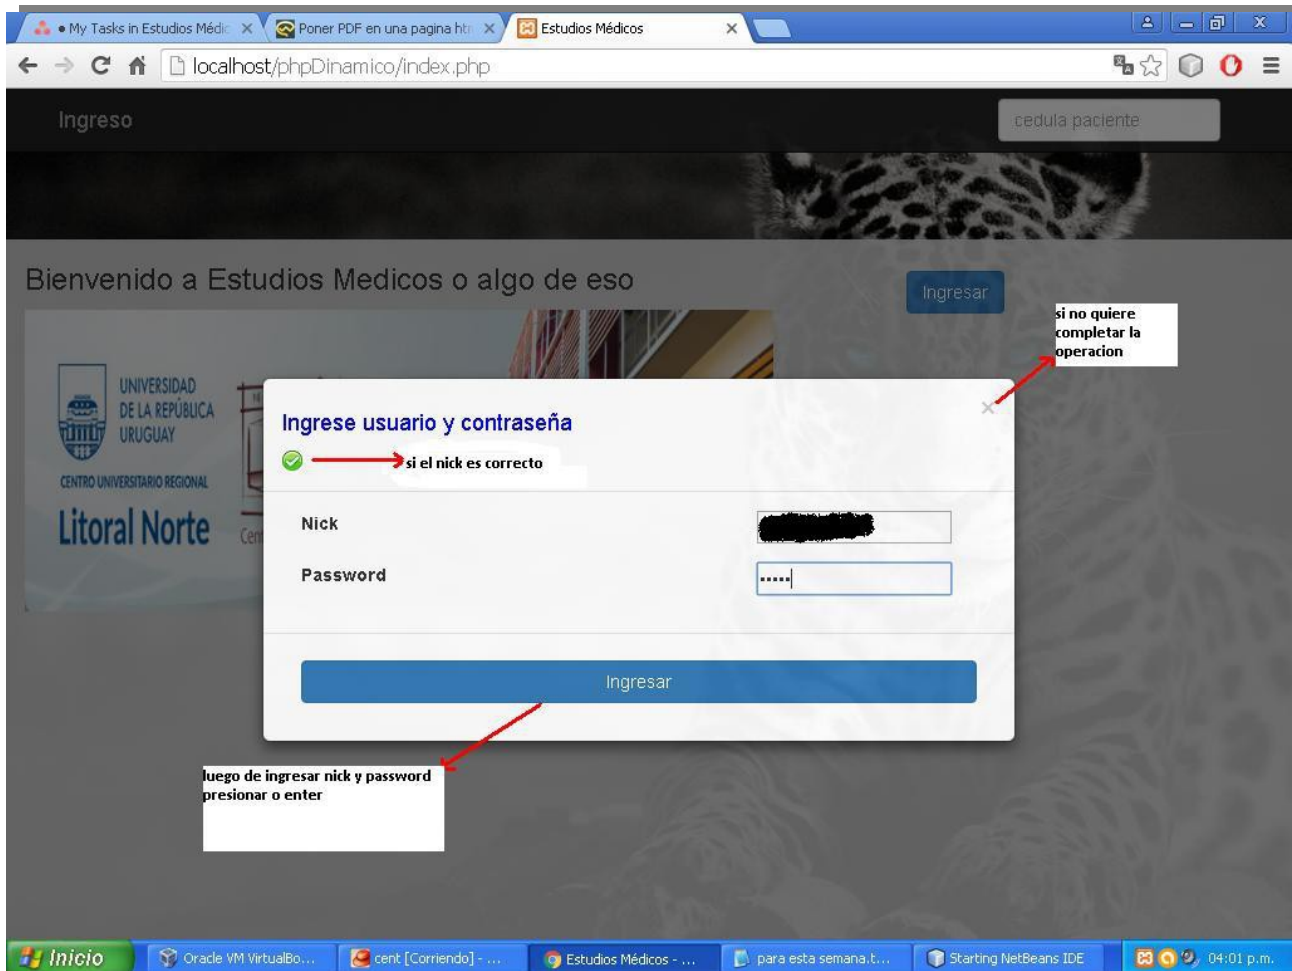 • My Tasks in Estudios Médic
Poner PDF en una pagina htm
Estudios Médicos
localhost/phpDinamico/index.php
Ingreso
cedula paciente
Bienvenido a Estudios Medicos o algo de eso
Ingresar
si no quiere
completar la
operacion
UNIVERSIDAD
DE LA REPÚBLICA
URUGUAY
CENTRO UNIVERSITARIO REGIONAL
Litoral Norte
Cen
Ingrese usuario y contraseña
si el nick es correcto
Nick
Password
Ingresar
luego de ingresar nick y password
presionar o enter
Inicio
Oracle VM VirtualBo...
cent [Corriendo] - ...
Estudios Médicos - ...
para esta semana.t...
Starting NetBeans IDE
04:01 p.m.